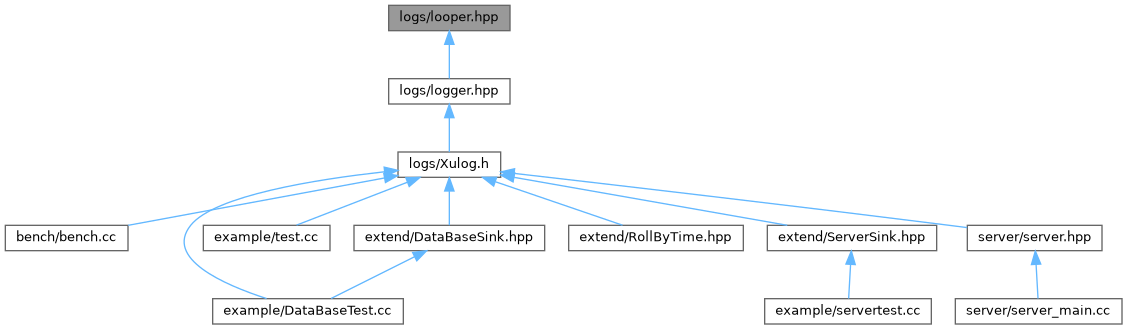 logs/looper.hpp
logs/logger.hpp
logs/Xulog.h
bench/bench.cc
example/test.cc
extend/DataBaseSink.hpp
extend/RollByTime.hpp
extend/ServerSink.hpp
server/server.hpp
example/DataBaseTest.cc
example/servertest.cc
server/server_main.cc